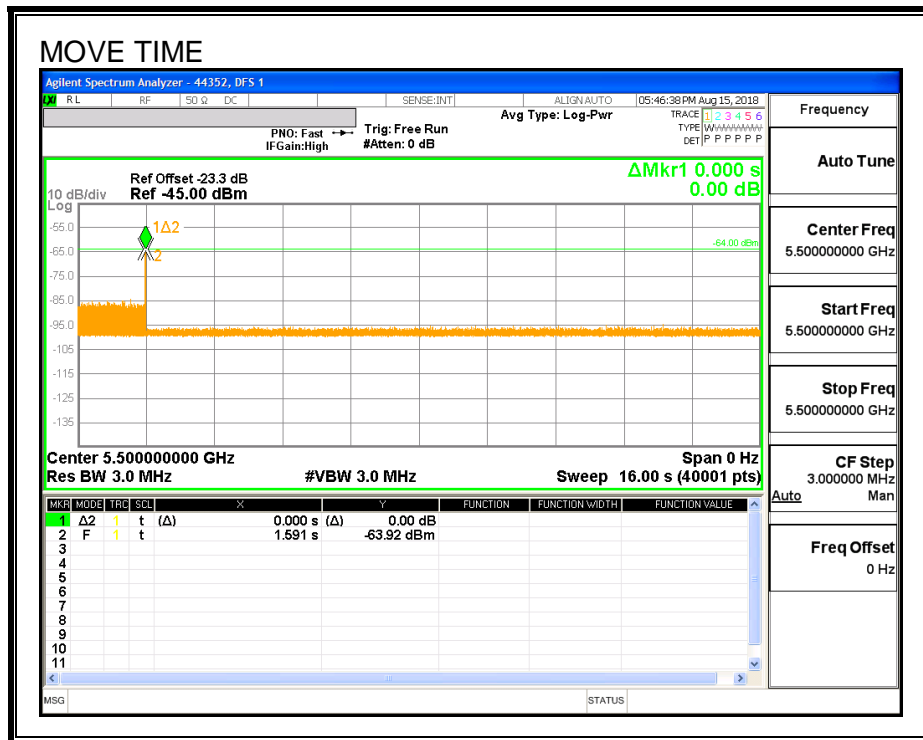 MOVE TIME
Agilent Spectrum Analyzer - 44352, DFS 1
LXI RL RF 50 Ω DC SENSE:INT ALIGN AUTO 05:46:38 PM Aug 15, 2018
Avg Type: Log-Pwr
TRACE 1 2 3 4 5 6
TYPE
DET P P P P P P
PNO: Fast
IFGain:High
Trig: Free Run
#Atten: 0 dB
ΔMkr1 0.000 s
0.00 dB
Ref Offset -23.3 dB
10 dB/div Ref -45.00 dBm
Log
-55.0
-65.0
-75.0
-85.0
-95.0
-105
-115
-125
-135
1Δ2
2
-64.00 dBm
Center 5.500000000 GHz Span 0 Hz
Res BW 3.0 MHz #VBW 3.0 MHz Sweep 16.00 s (40001 pts)
MKR MODE TRC SCL X Y FUNCTION FUNCTION WIDTH FUNCTION VALUE
1 Δ2 1 t (Δ) 0.000 s (Δ) 0.00 dB
2 F 1 t 1.591 s -63.92 dBm
3
4
5
6
7
8
9
10
11
MSG STATUS
Frequency
Auto Tune
Center Freq
5.500000000 GHz
Start Freq
5.500000000 GHz
Stop Freq
5.500000000 GHz
CF Step
3.000000 MHz
Auto Man
Freq Offset
0 Hz